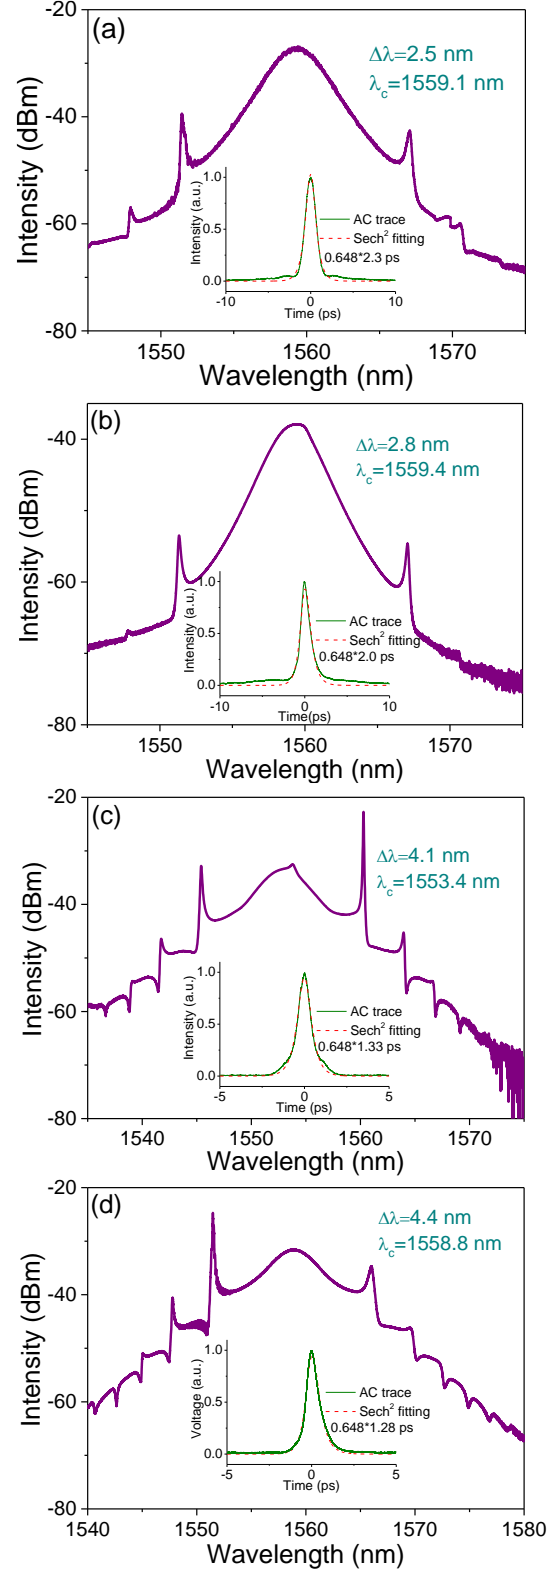 -20
(a)
Δλ=2.5 nm
λc=1559.1 nm
-40
-60
-80
Intensity (dBm)
1.0
0.5
0.0
Intensity (a.u.)
AC trace
Sech² fitting
0.648*2.3 ps
-10
0
10
Time (ps)
1550
1560
1570
Wavelength (nm)
(b)
Δλ=2.8 nm
λc=1559.4 nm
-40
-60
-80
Intensity (dBm)
1.0
0.5
0.0
Intensity (a.u.)
AC trace
Sech² fitting
0.648*2.0 ps
-10
0
10
Time(ps)
1550
1560
1570
Wavelength (nm)
-20
(c)
Δλ=4.1 nm
λc=1553.4 nm
-40
-60
-80
Intensity (dBm)
1.0
0.5
0.0
Intensity (a.u.)
AC trace
Sech² fitting
0.648*1.33 ps
-5
0
5
Time (ps)
1540
1550
1560
1570
Wavelength (nm)
-20
(d)
Δλ=4.4 nm
λc=1558.8 nm
-40
-60
-80
Intensity (dBm)
1.0
0.5
0.0
Voltage (a.u.)
AC trace
Sech² fitting
0.648*1.28 ps
-5
0
5
Time (ps)
1540
1550
1560
1570
1580
Wavelength (nm)